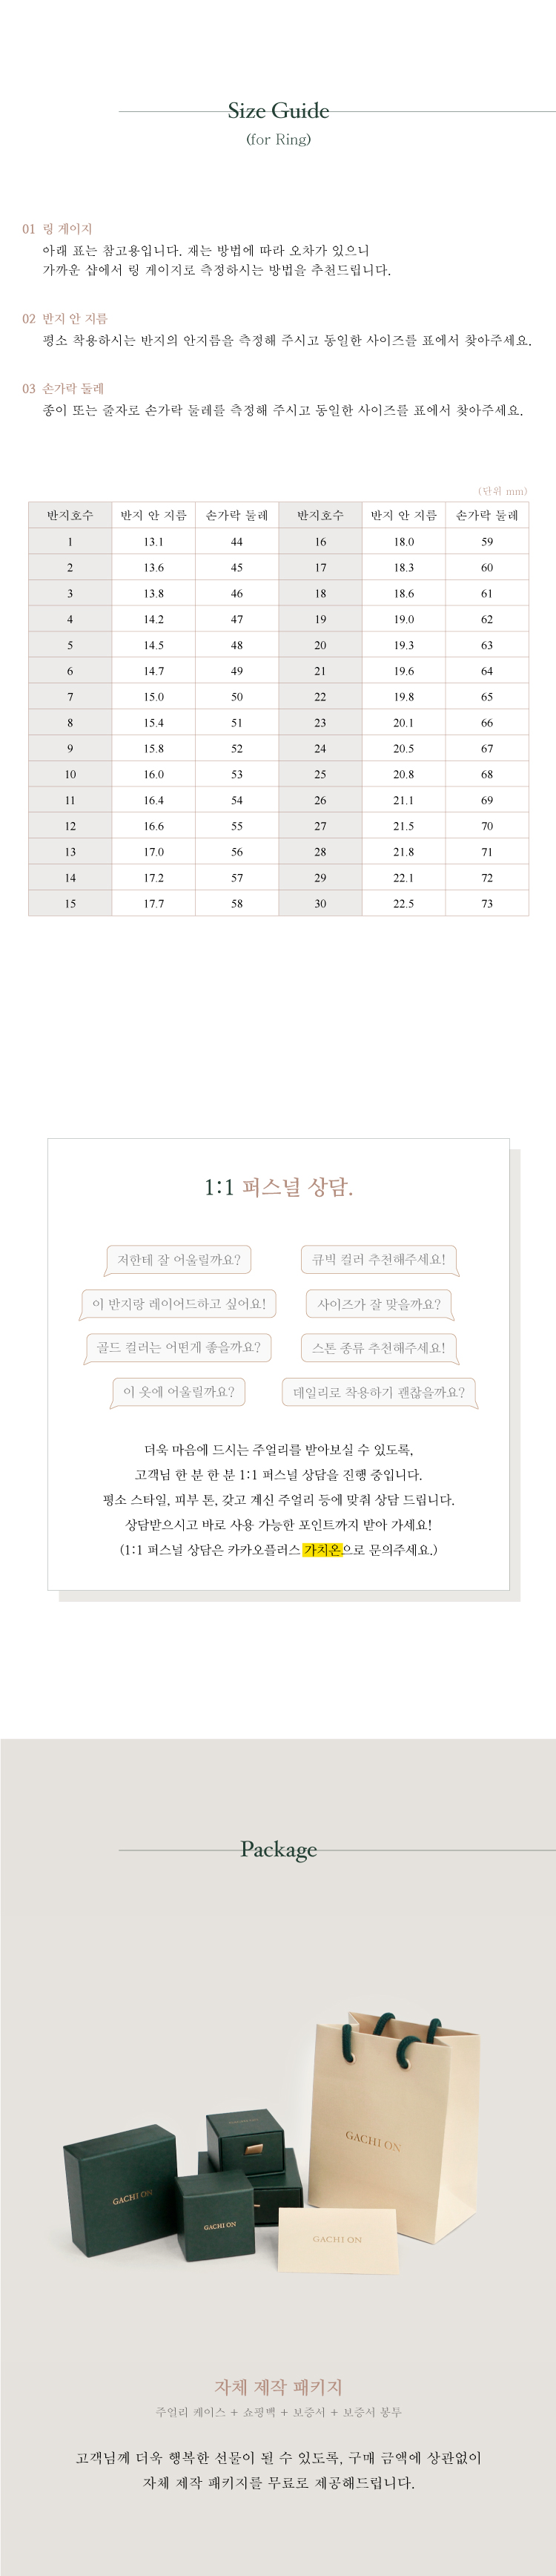 Size Guide
(for Ring)
01 링 게이지
아래 표는 참고용입니다. 재는 방법에 따라 오차가 있으니
가까운 샵에서 링 게이지로 측정하시는 방법을 추천드립니다.
02 반지 안 지름
평소 착용하시는 반지의 안지름을 측정해 주시고 동일한 사이즈를 표에서 찾아주세요.
03 손가락 둘레
종이 또는 줄자로 손가락 둘레를 측정해 주시고 동일한 사이즈를 표에서 찾아주세요.
(단위 mm)
반지호수 반지 안 지름 손가락 둘레 반지호수 반지 안 지름 손가락 둘레
1 13.1 44 16 18.0 59
2 13.6 45 17 18.3 60
3 13.8 46 18 18.6 61
4 14.2 47 19 19.0 62
5 14.5 48 20 19.3 63
6 14.7 49 21 19.6 64
7 15.0 50 22 19.8 65
8 15.4 51 23 20.1 66
9 15.8 52 24 20.5 67
10 16.0 53 25 20.8 68
11 16.4 54 26 21.1 69
12 16.6 55 27 21.5 70
13 17.0 56 28 21.8 71
14 17.2 57 29 22.1 72
15 17.7 58 30 22.5 73
1:1 퍼스널 상담.
저한테 잘 어울릴까요? 큐빅 컬러 추천해주세요!
이 반지랑 레이어드하고 싶어요! 사이즈가 잘 맞을까요?
골드 컬러는 어떤게 좋을까요? 스톤 종류 추천해주세요!
이 옷에 어울릴까요? 데일리로 착용하기 괜찮을까요?
더욱 마음에 드시는 주얼리를 받아보실 수 있도록,
고객님 한 분 한 분 1:1 퍼스널 상담을 진행 중입니다.
평소 스타일, 피부 톤, 갖고 계신 주얼리 등에 맞춰 상담 드립니다.
상담받으시고 바로 사용 가능한 포인트까지 받아 가세요!
(1:1 퍼스널 상담은 카카오플러스 가치온으로 문의주세요.)
Package
GACHI ON
GACHI ON
GACHI ON
GACHI ON
자체 제작 패키지
주얼리 케이스 + 쇼핑백 + 보증서 + 보증서 봉투
고객님께 더욱 행복한 선물이 될 수 있도록, 구매 금액에 상관없이
자체 제작 패키지를 무료로 제공해드립니다.